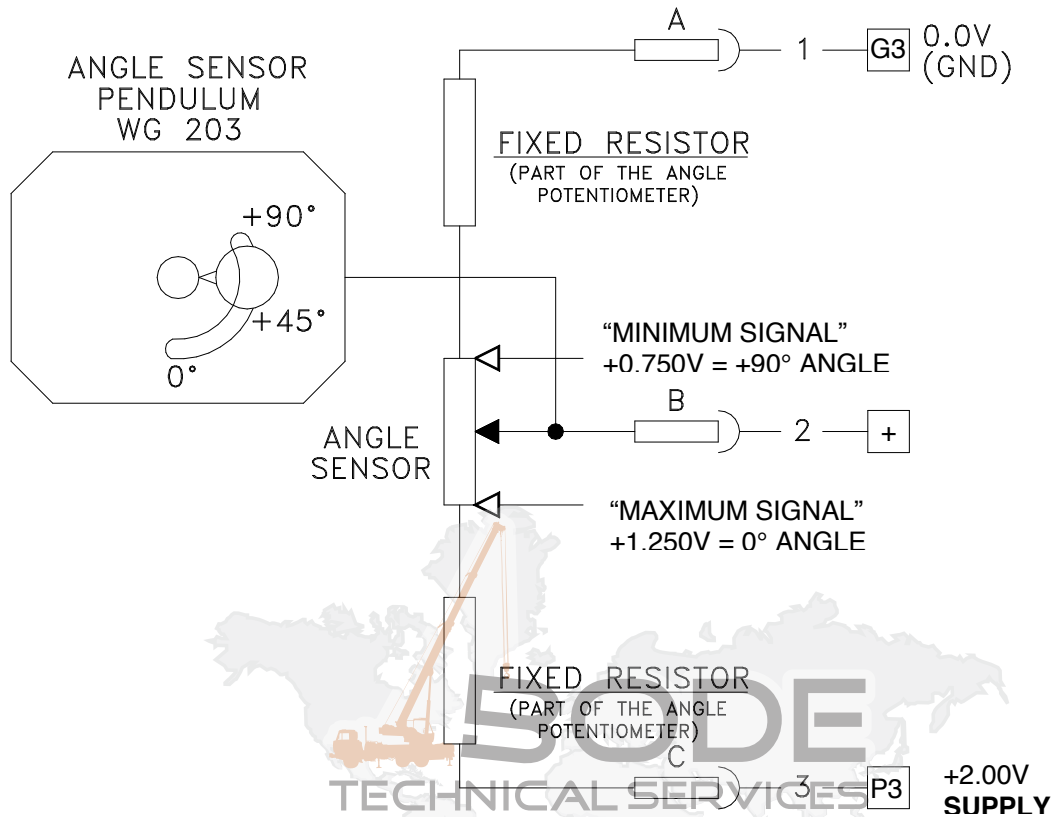 A
1
G3
0.0V
(GND)
ANGLE SENSOR
PENDULUM
WG 203
FIXED RESISTOR
(PART OF THE ANGLE
POTENTIOMETER)
+90°
+45°
0°
“MINIMUM SIGNAL”
+0.750V = +90° ANGLE
B
2
+
ANGLE
SENSOR
“MAXIMUM SIGNAL”
+1.250V = 0° ANGLE
FIXED RESISTOR
(PART OF THE ANGLE
POTENTIOMETER)
BODE
TECHNICAL SERVICES
C
3
P3
+2.00V
SUPPLY